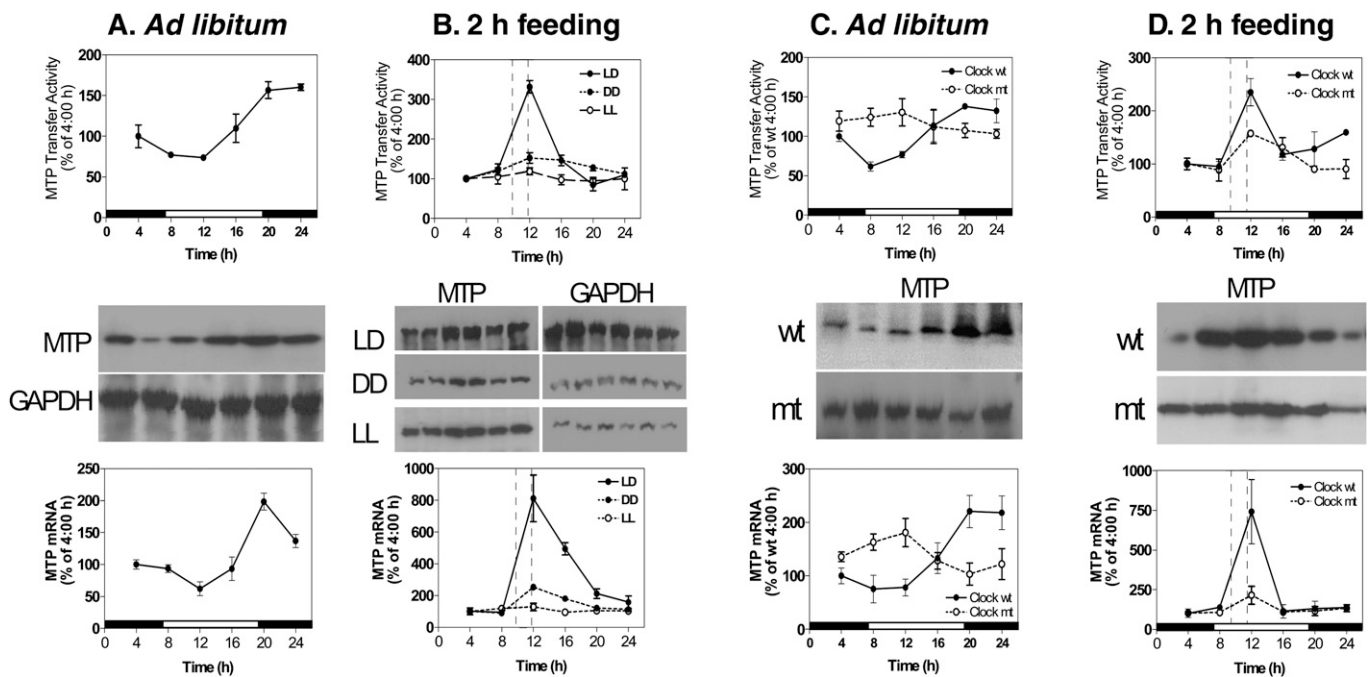 A. Ad libitum
MTP Transfer Activity
(% of 4:00 h)
200
150
100
50
0
0 4 8 12 16 20 24
Time (h)
MTP
GAPDH
MTP mRNA
(% of 4:00 h)
250
200
150
100
50
0
0 4 8 12 16 20 24
Time (h)
B. 2 h feeding
MTP Transfer Activity
(% of 4:00 h)
400
300
200
100
0
LD
DD
LL
0 4 8 12 16 20 24
Time (h)
MTP GAPDH
LD
DD
LL
MTP mRNA
(% of 4:00 h)
1000
800
600
400
200
0
LD
DD
LL
0 4 8 12 16 20 24
Time (h)
C. Ad libitum
MTP Transfer Activity
(% of wt 4:00 h)
200
150
100
50
0
Clock wt
Clock mt
0 4 8 12 16 20 24
Time (h)
MTP
wt
mt
MTP mRNA
(% of wt 4:00 h)
300
200
100
0
Clock wt
Clock mt
0 4 8 12 16 20 24
Time (h)
D. 2 h feeding
MTP Transfer Activity
(% of 4:00 h)
300
200
100
0
Clock wt
Clock mt
0 4 8 12 16 20 24
Time (h)
MTP
wt
mt
MTP mRNA
(% of 4:00 h)
1000
750
500
250
0
Clock wt
Clock mt
0 4 8 12 16 20 24
Time (h)